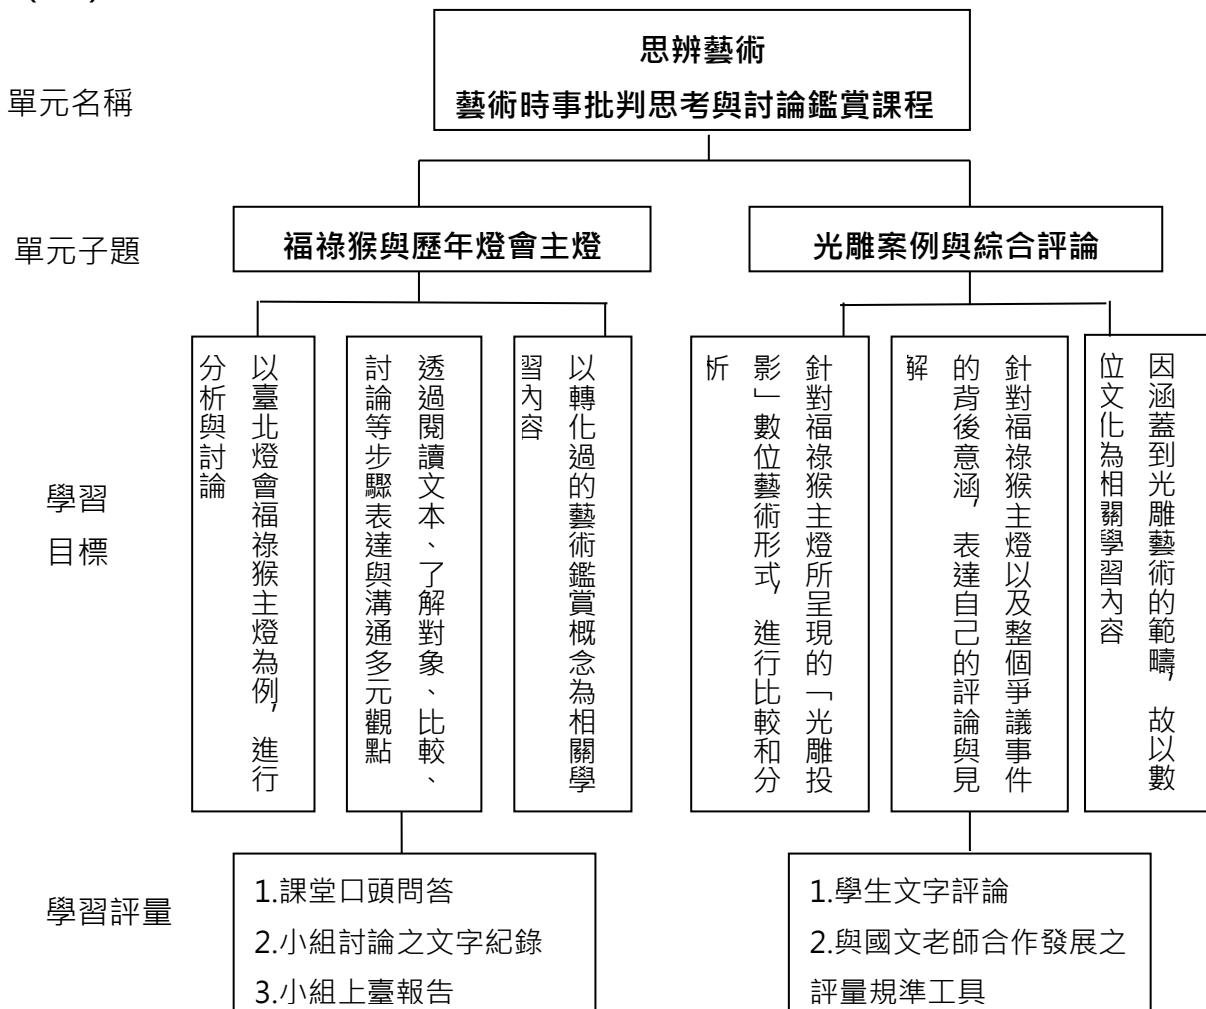 單元名稱
思辨藝術
藝術時事批判思考與討論鑑賞課程
單元子題
福祿猴與歷年燈會主燈
光雕案例與綜合評論
學習
目標
以臺北燈會福祿猴主燈為例，進行
分析與討論
透過閱讀文本、了解對象、比較、
討論等步驟表達與溝通多元觀點
以轉化過的藝術鑑賞概念為相關學
習內容
針對福祿猴主燈所呈現的「光雕投
影」數位藝術形式，進行比較和分
析
針對福祿猴主燈以及整個爭議事件
的背後意涵，表達自己的評論與見
解
因涵蓋到光雕藝術的範疇，故以數
位文化為相關學習內容
學習評量
1.課堂口頭問答
2.小組討論之文字紀錄
3.小組上臺報告
1.學生文字評論
2.與國文老師合作發展之
評量規準工具